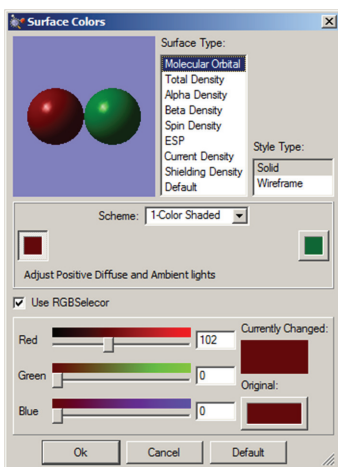 Surface Colors
Surface Type:
Molecular Orbital
Total Density
Alpha Density
Beta Density
Spin Density
ESP
Current Density
Shielding Density
Default
Style Type:
Solid
Wireframe
Scheme: 1-Color Shaded
Adjust Positive Diffuse and Ambient lights
Use RGBSelecor
Red 102
Green 0
Blue 0
Currently Changed:
Original:
Ok Cancel Default